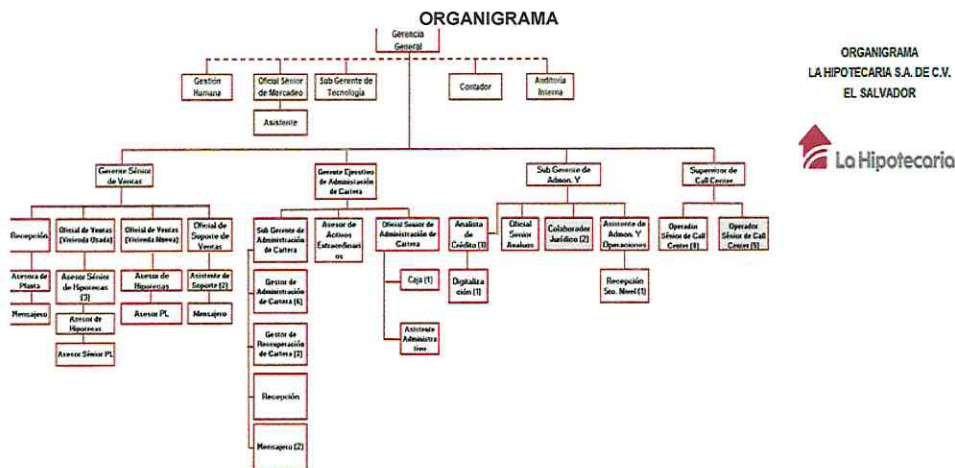 ORGANIGRAMA
Gerencia
General
ORGANIGRAMA
LA HIPOTECARIA S.A. DE C.V.
EL SALVADOR
La Hipotecaria
Gestión
Humana
Oficial Sénior
de Mercadeo
Sub Gerente de
Tecnología
Contador
Auditoría
Interna
Asistente
Gerente Sénior
de Ventas
Gerente Ejecutivo
de Administración
de Cartera
Sub Gerente de
Admon. Y
Supervisor de
Call Center
Recepción
Oficial de Ventas
(Vivienda Usada)
Oficial de Ventas
(Vivienda Nueva)
Oficial de
Soporte de
Ventas
Sub Gerente de
Administración de
Cartera
Asesor de
Activos
Extraordinari
os
Oficial Senior de
Administración de
Cartera
Analista
de
Crédito (3)
Oficial
Senior
Avaluos
Colaborador
Jurídico (2)
Asistente de
Admon. Y
Operaciones
Operador
Sénior de Call
Center
Operador
Sénior de Call
Center (5)
Asesora de
Planta
Asesor Sénior
de Hipotecas
(3)
Asesor de
Hipotecas
Asistente de
Soporte (2)
Gestor de
Administración
de Cartera (6)
Caja (1)
Digitaliza
ción (1)
Recepción
5to. Nivel (1)
Mensajero
Asesor de
Hipotecas
Asesor PL
Mensajero
Asesor Sénior PL
Gestor de
Recuperación
de Cartera (2)
Asistente
Administra
tivo
Recepción
Mensajero (2)